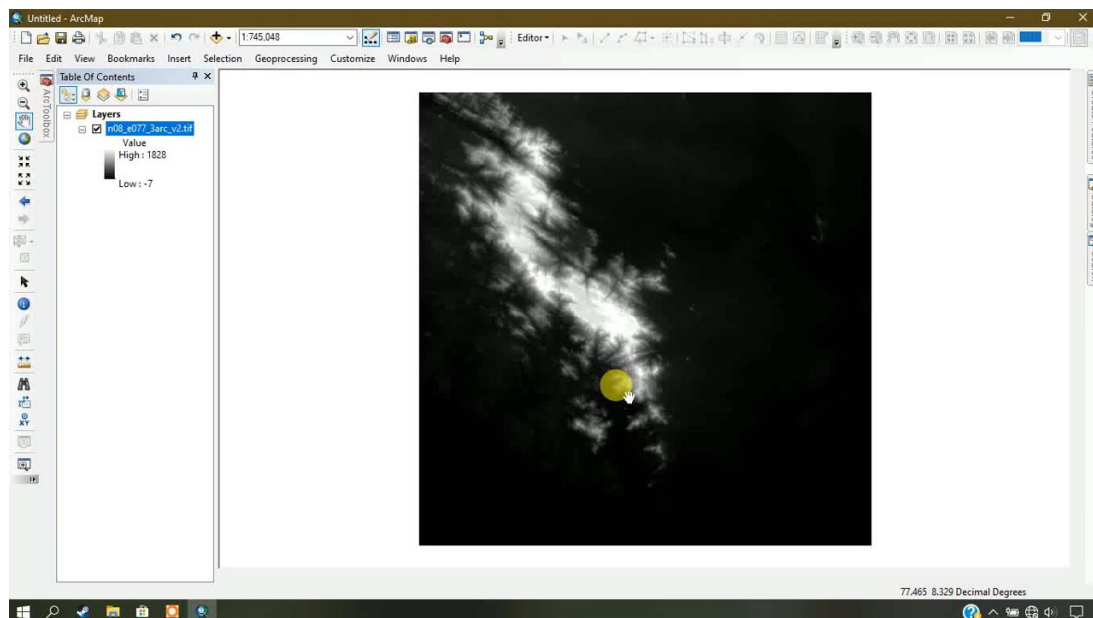 Untitled - ArcMap
1:745,048
Editor
File Edit View Bookmarks Insert Selection Geoprocessing Customize Windows Help
Table Of Contents
ArcToolbox
Layers
n08_e077_3arc_v2.tif
Value
High : 1828
Low : -7
XY
77.465 8.329 Decimal Degrees